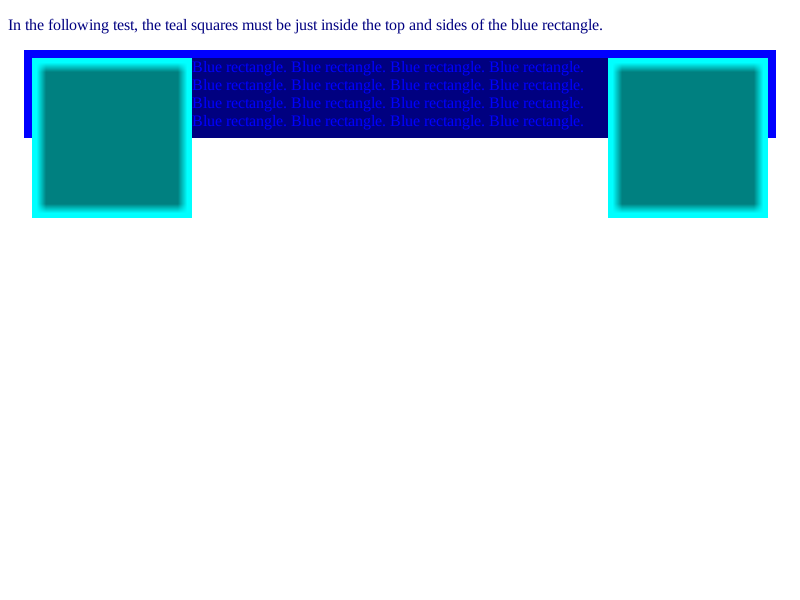 In the following test, the teal squares must be just inside the top and sides of the blue rectangle.
Blue rectangle. Blue rectangle. Blue rectangle. Blue rectangle.
Blue rectangle. Blue rectangle. Blue rectangle. Blue rectangle.
Blue rectangle. Blue rectangle. Blue rectangle. Blue rectangle.
Blue rectangle. Blue rectangle. Blue rectangle. Blue rectangle.